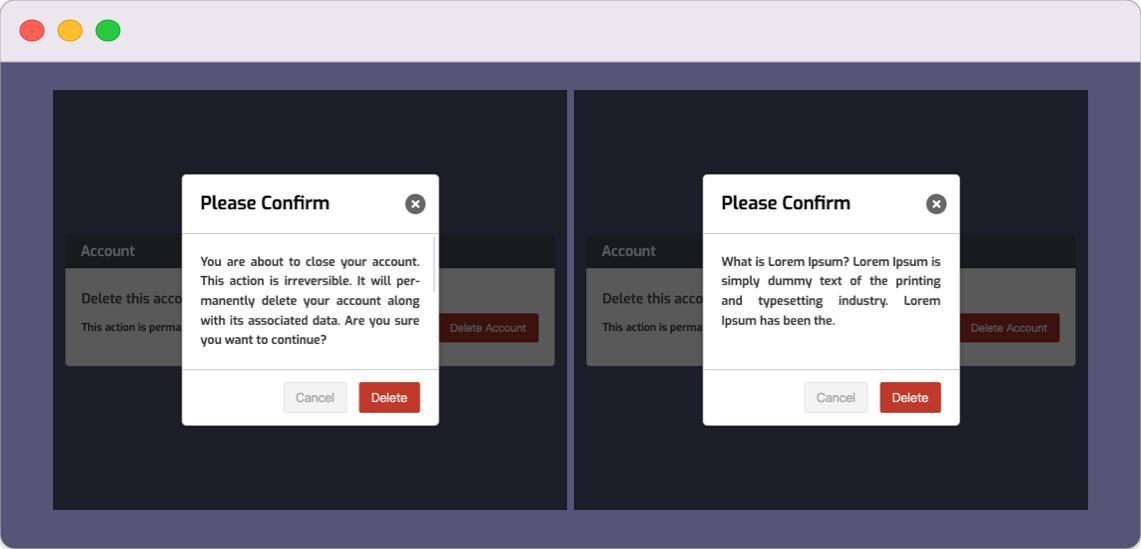 Please Confirm
You are about to close your account.
This action is irreversible. It will per-
manently delete your account along
with its associated data. Are you sure
you want to continue?
Cancel
Delete
Account
Delete this acco
This action is perma
Delete Account
Please Confirm
What is Lorem Ipsum? Lorem Ipsum is
simply dummy text of the printing
and typesetting industry. Lorem
Ipsum has been the.
Cancel
Delete
Account
Delete this acco
This action is perma
Delete Account